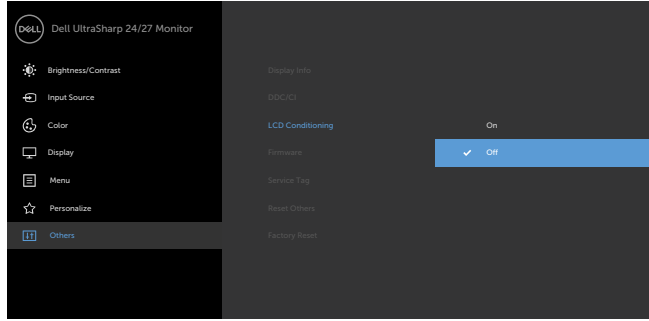 DELL Dell UltraSharp 24/27 Monitor
Brightness/Contrast
Display Info
Input Source
DDC/CI
Color
LCD Conditioning
On
Display
Firmware
Off
Menu
Service Tag
Personalize
Reset Others
Others
Factory Reset